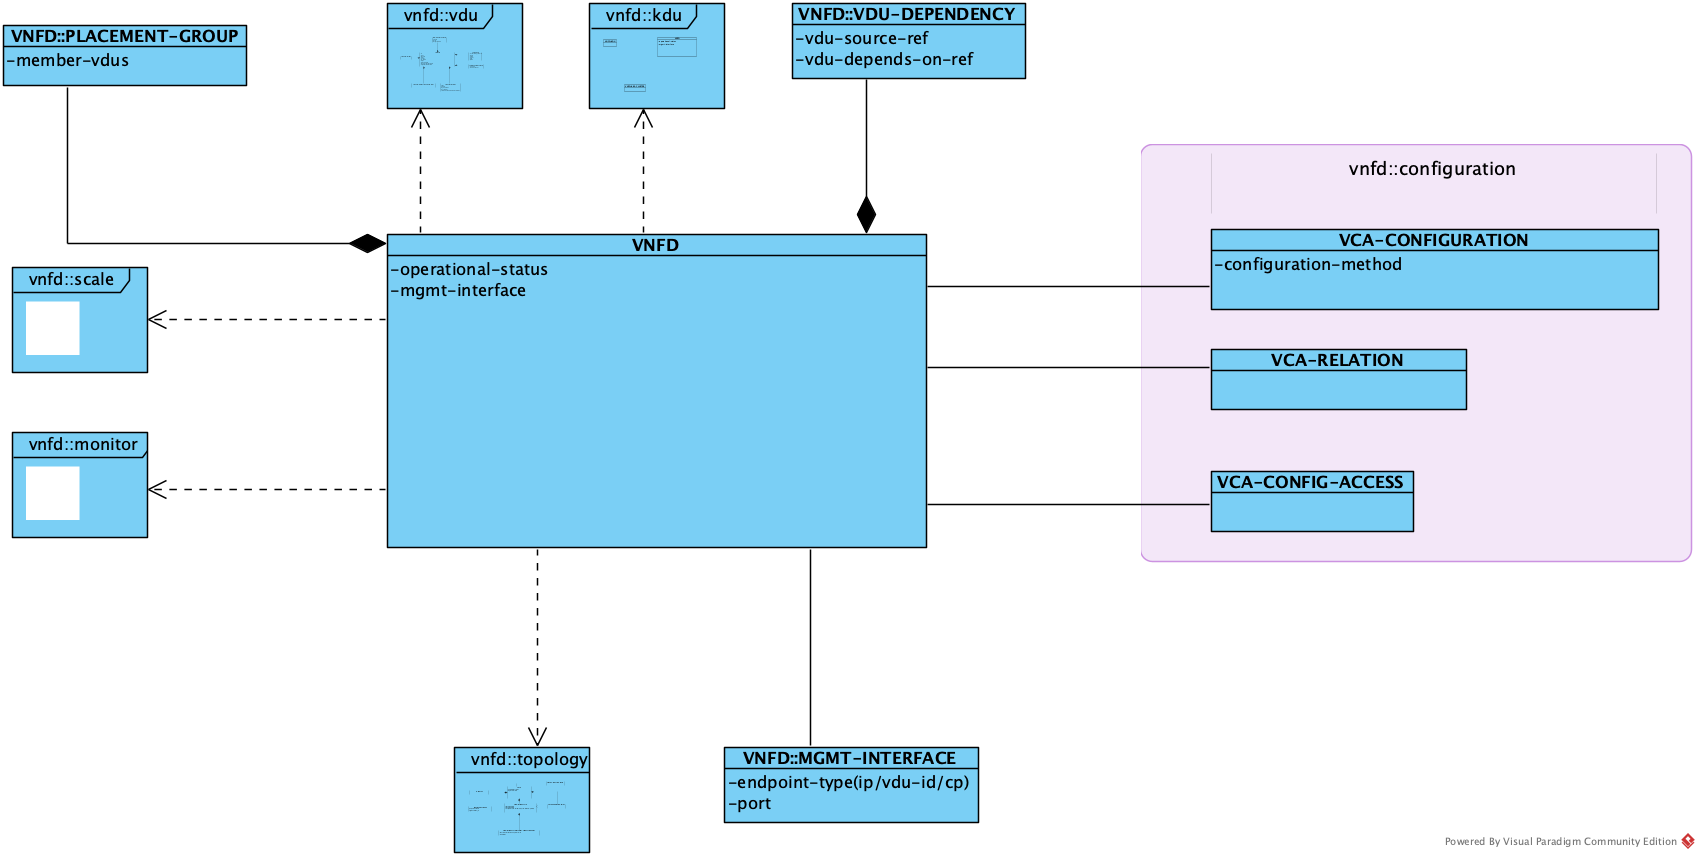 vnfd::vdu
vnfd::kdu
VNFD::VDU-DEPENDENCY
-vdu-source-ref
-vdu-depends-on-ref
VNFD::PLACEMENT-GROUP
-member-vdus
vnfd::configuration
VNFD
-operational-status
-mgmt-interface
VCA-CONFIGURATION
-configuration-method
vnfd::scale
VCA-RELATION
vnfd::monitor
VCA-CONFIG-ACCESS
vnfd::topology
VNFD::MGMT-INTERFACE
-endpoint-type(ip/vdu-id/cp)
-port
Powered By Visual Paradigm Community Edition